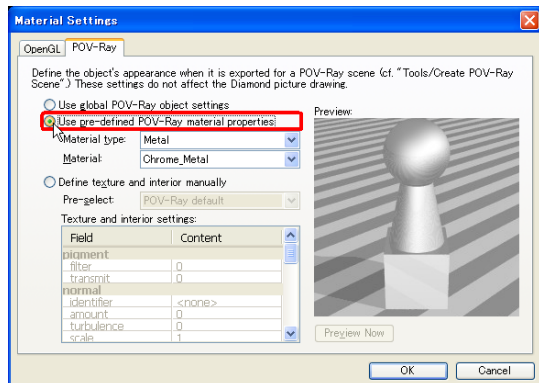 Material Settings
OpenGL POV-Ray
Define the object's appearance when it is exported for a POV-Ray scene (cf. "Tools/Create POV-Ray
Scene".) These settings do not affect the Diamond picture drawing.
Use global POV-Ray object settings
Use pre-defined POV-Ray material properties
Material type: Metal
Material: Chrome_Metal
Define texture and interior manually
Pre-select: POV-Ray default
Texture and interior settings:
Field Content
pigment
filter 0
transmit 0
normal
identifier <none>
amount 0
turbulence 0
scale 1
Preview:
Preview Now
OK Cancel